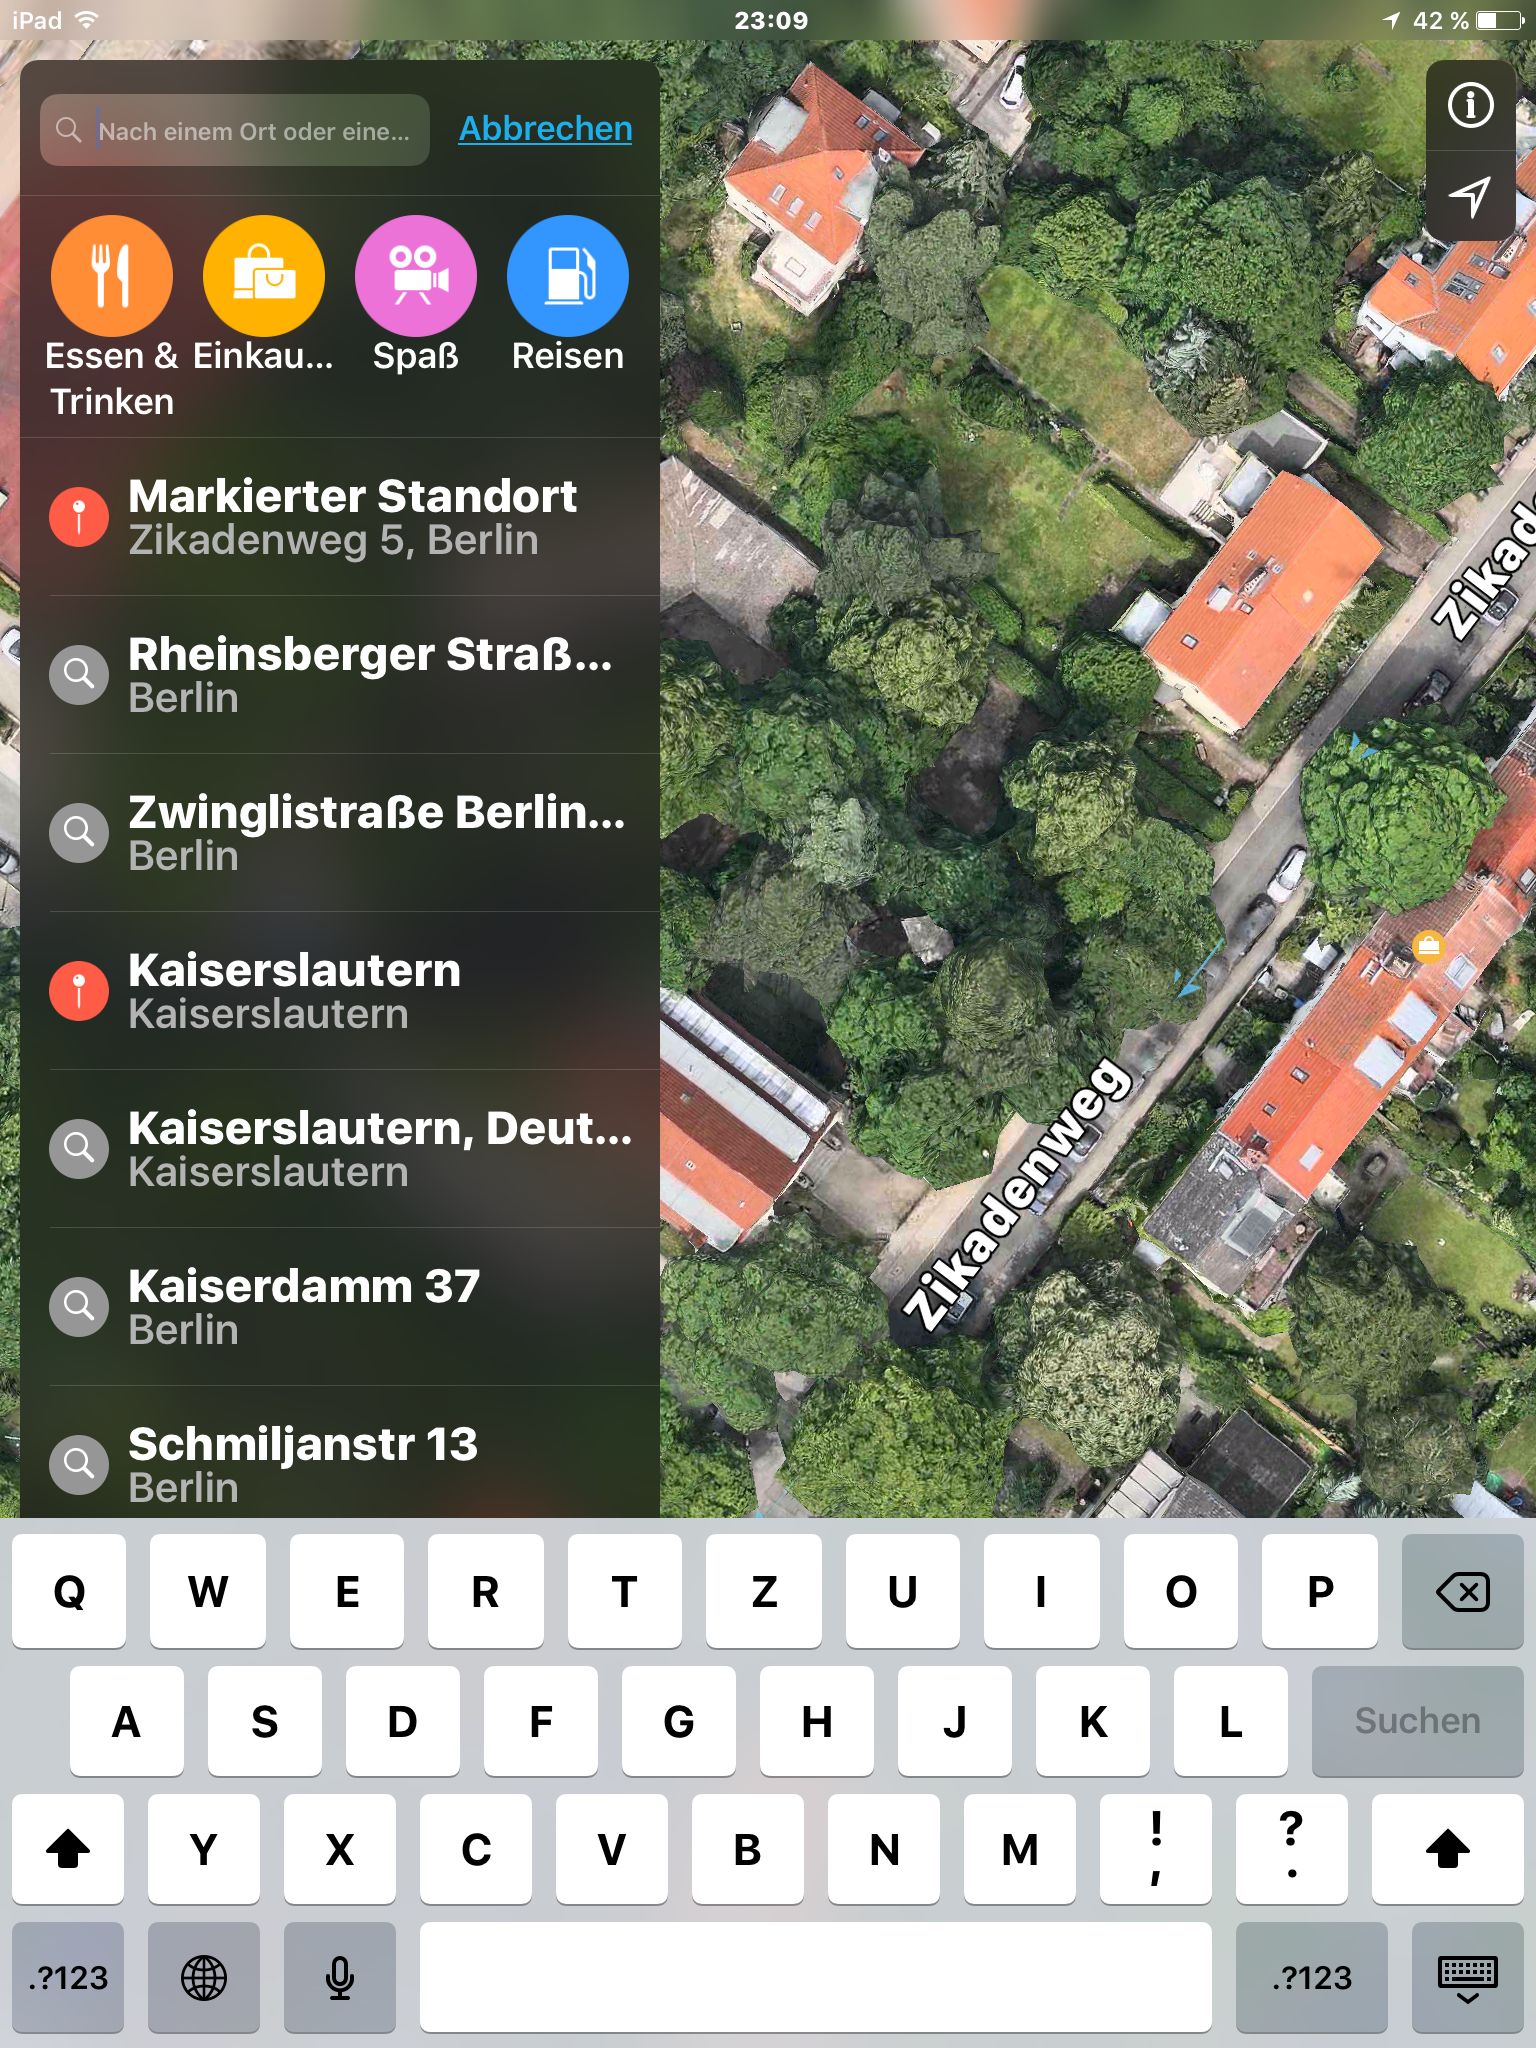 iPad
23:09
42 %
Nach einem Ort oder eine...
Abbrechen
Essen &
Trinken
Einkau...
Spaß
Reisen
Markierter Standort
Zikadenweg 5, Berlin
Rheinsberger Straß...
Berlin
Zwinglistraße Berlin...
Berlin
Kaiserslautern
Kaiserslautern
Kaiserslautern, Deut...
Kaiserslautern
Kaiserdamm 37
Berlin
Schmiljanstr 13
Berlin
Zikad
Zikadenweg
Q W E R T Z U I O P
A S D F G H J K L Suchen
Y X C V B N M ! , ? .
.?123 .?123